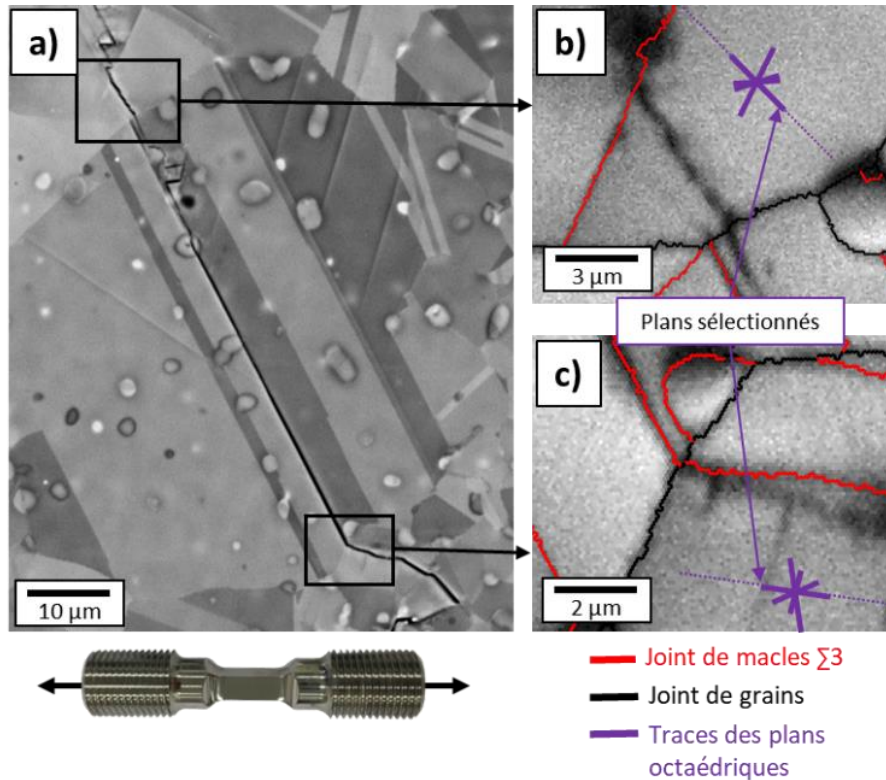 a)
b)
3 µm
Plans sélectionnés
c)
10 µm
2 µm
Joint de macles ∑3
Joint de grains
Traces des plans
octaédriques